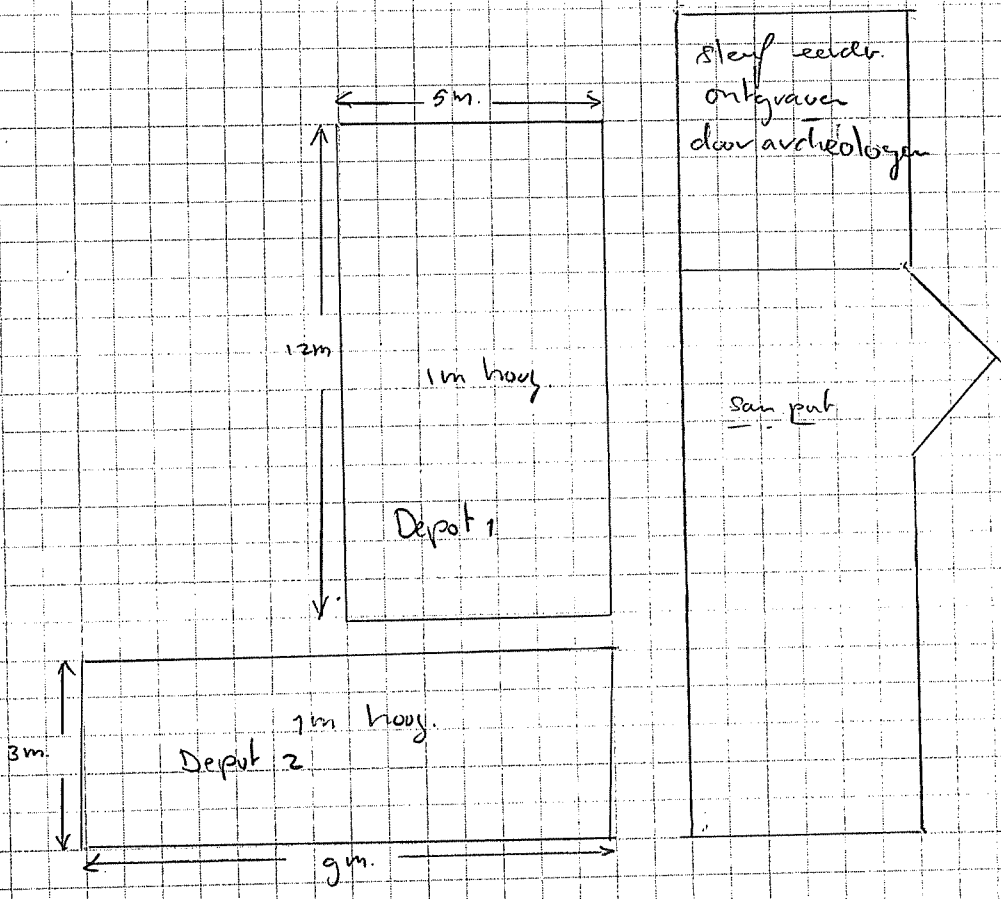 5m.
12m
1m hoog.
Depot 1
sleuf eerder
ontgraven
door archeologen
san put
3m.
1m hoog.
Depot 2
9m.